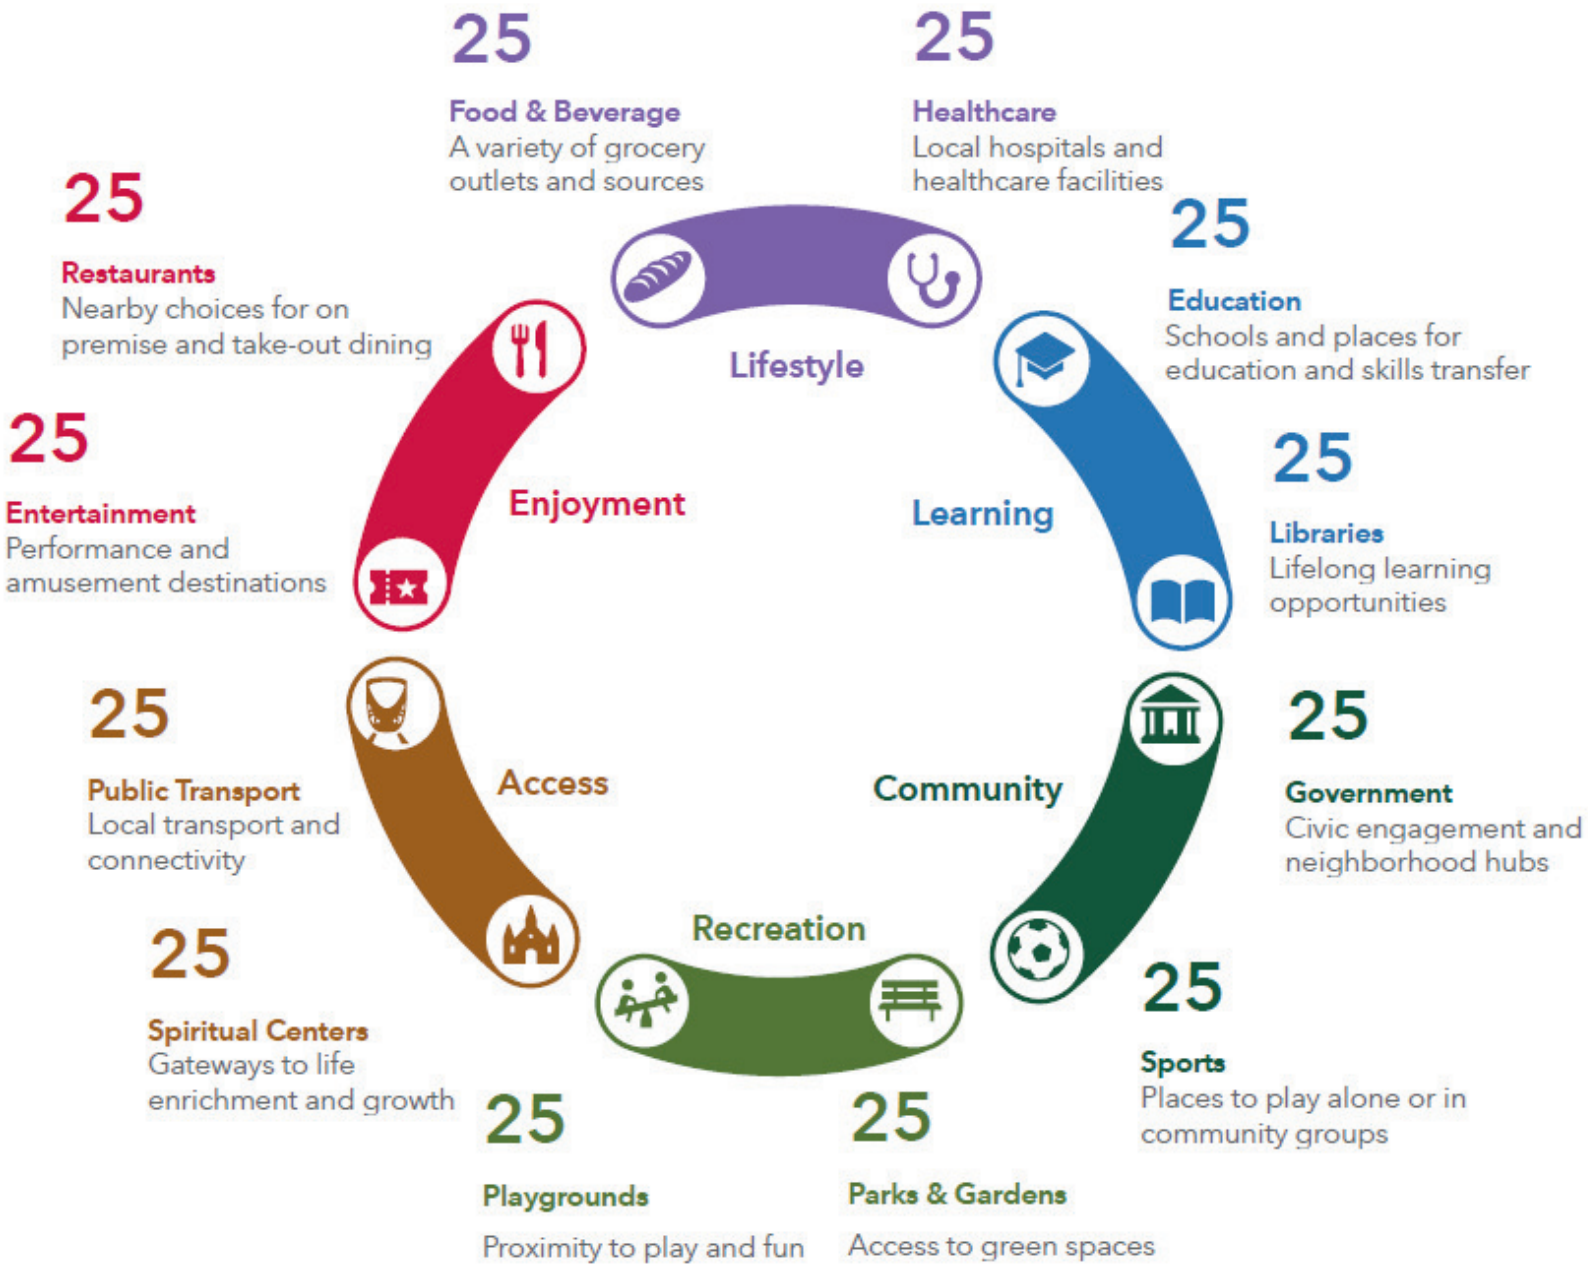 25
Food & Beverage
A variety of grocery
outlets and sources
25
Healthcare
Local hospitals and
healthcare facilities
25
Restaurants
Nearby choices for on
premise and take-out dining
25
Education
Schools and places for
education and skills transfer
Lifestyle
25
Entertainment
Performance and
amusement destinations
Enjoyment
Learning
25
Libraries
Lifelong learning
opportunities
25
Public Transport
Local transport and
connectivity
Access
Community
25
Government
Civic engagement and
neighborhood hubs
25
Spiritual Centers
Gateways to life
enrichment and growth
Recreation
25
Sports
Places to play alone or in
community groups
25
Playgrounds
Proximity to play and fun
25
Parks & Gardens
Access to green spaces